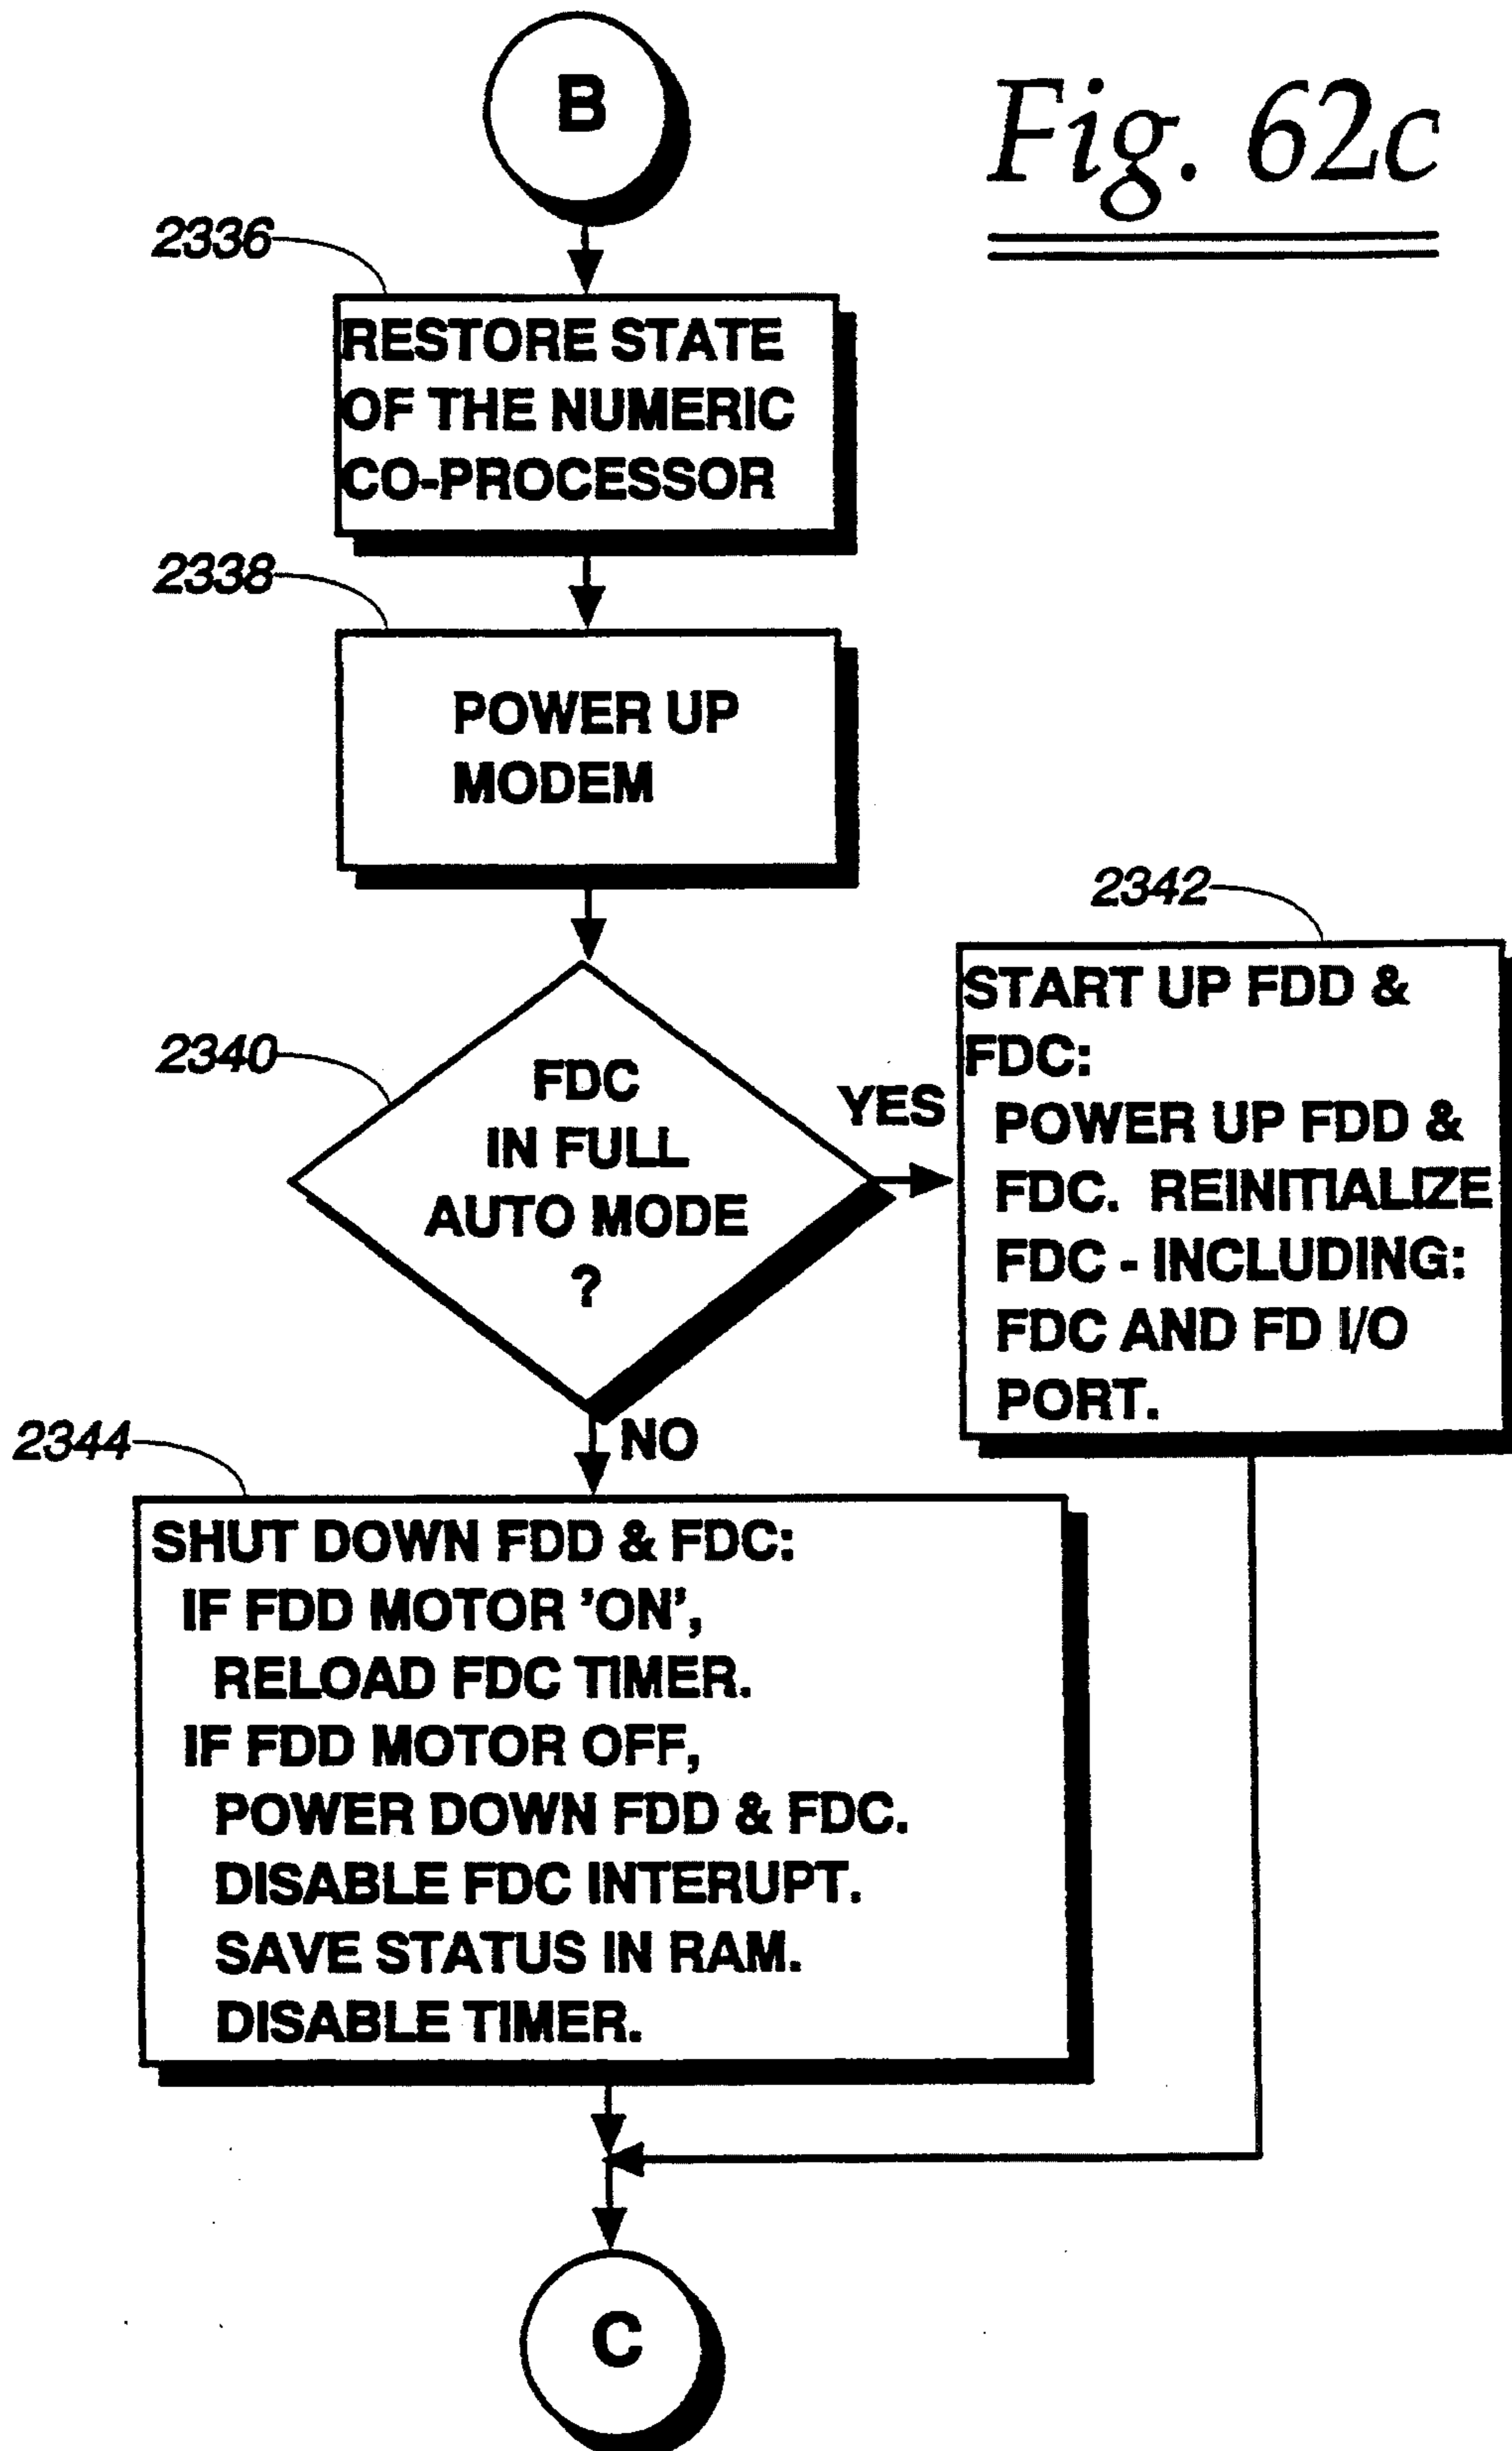 B
Fig. 62c
2336
RESTORE STATE
OF THE NUMERIC
CO-PROCESSOR
2338
POWER UP
MODEM
2340
FDC
IN FULL
AUTO MODE
?
YES
2342
START UP FDD &
FDC:
POWER UP FDD &
FDC. REINITIALIZE
FDC - INCLUDING:
FDC AND FD I/O
PORT.
NO
2344
SHUT DOWN FDD & FDC:
IF FDD MOTOR 'ON',
RELOAD FDC TIMER.
IF FDD MOTOR OFF,
POWER DOWN FDD & FDC.
DISABLE FDC INTERUPT.
SAVE STATUS IN RAM.
DISABLE TIMER.
C